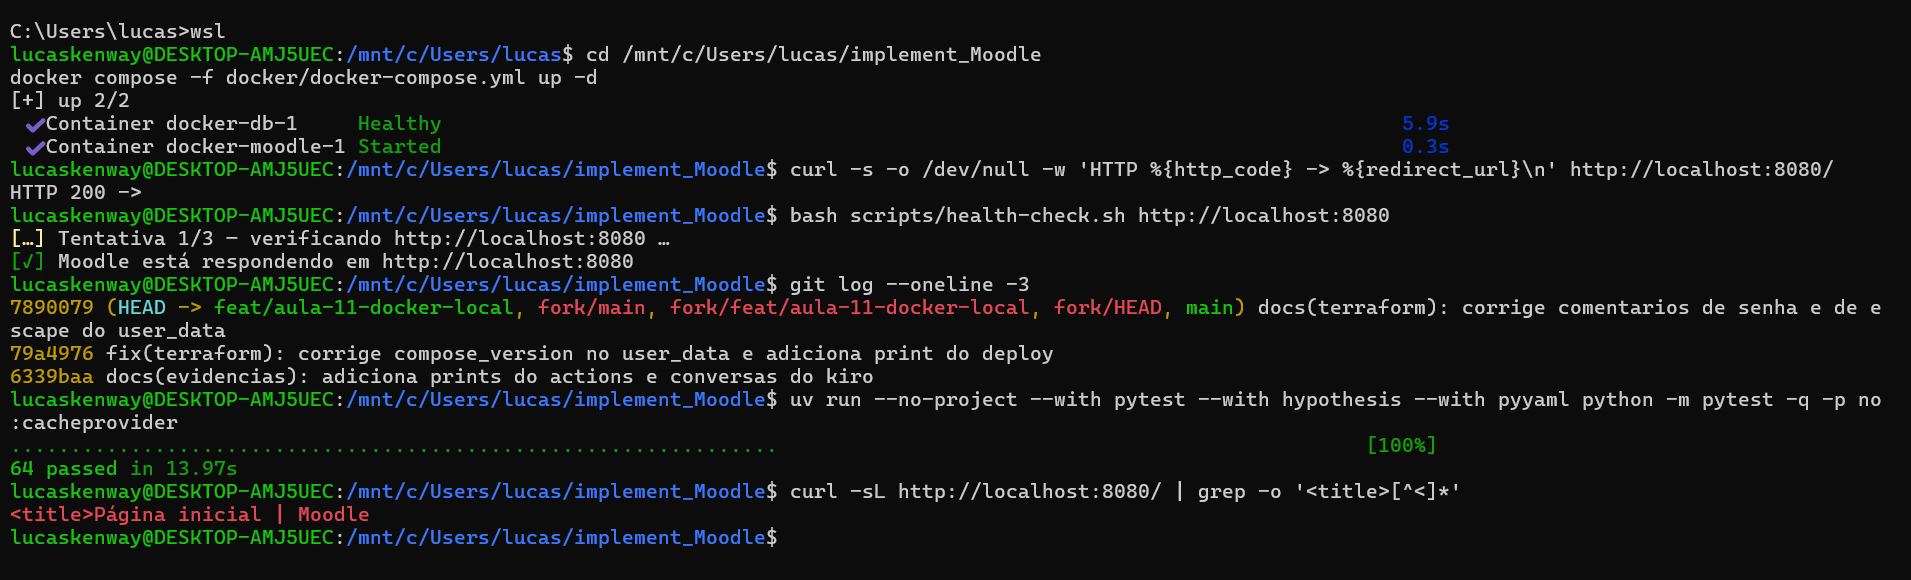 C:\Users\lucas>wsl
lucaskenway@DESKTOP-AMJ5UEC:/mnt/c/Users/lucas$ cd /mnt/c/Users/lucas/implement_Moodle
docker compose -f docker/docker-compose.yml up -d
[+] up 2/2
✔Container docker-db-1     Healthy 5.9s
✔Container docker-moodle-1 Started 0.3s
lucaskenway@DESKTOP-AMJ5UEC:/mnt/c/Users/lucas/implement_Moodle$ curl -s -o /dev/null -w 'HTTP %{http_code} -> %{redirect_url}\n' http://localhost:8080/
HTTP 200 ->
lucaskenway@DESKTOP-AMJ5UEC:/mnt/c/Users/lucas/implement_Moodle$ bash scripts/health-check.sh http://localhost:8080
[…] Tentativa 1/3 — verificando http://localhost:8080 …
[√] Moodle está respondendo em http://localhost:8080
lucaskenway@DESKTOP-AMJ5UEC:/mnt/c/Users/lucas/implement_Moodle$ git log --oneline -3
7890079 (HEAD -> feat/aula-11-docker-local, fork/main, fork/feat/aula-11-docker-local, fork/HEAD, main) docs(terraform): corrige comentarios de senha e de e
scape do user_data
79a4976 fix(terraform): corrige compose_version no user_data e adiciona print do deploy
6339baa docs(evidencias): adiciona prints do actions e conversas do kiro
lucaskenway@DESKTOP-AMJ5UEC:/mnt/c/Users/lucas/implement_Moodle$ uv run --no-project --with pytest --with hypothesis --with pyyaml python -m pytest -q -p no
:cacheprovider
................................................................ [100%]
64 passed in 13.97s
lucaskenway@DESKTOP-AMJ5UEC:/mnt/c/Users/lucas/implement_Moodle$ curl -sL http://localhost:8080/ | grep -o '<title>[^<]*'
<title>Página inicial | Moodle
lucaskenway@DESKTOP-AMJ5UEC:/mnt/c/Users/lucas/implement_Moodle$